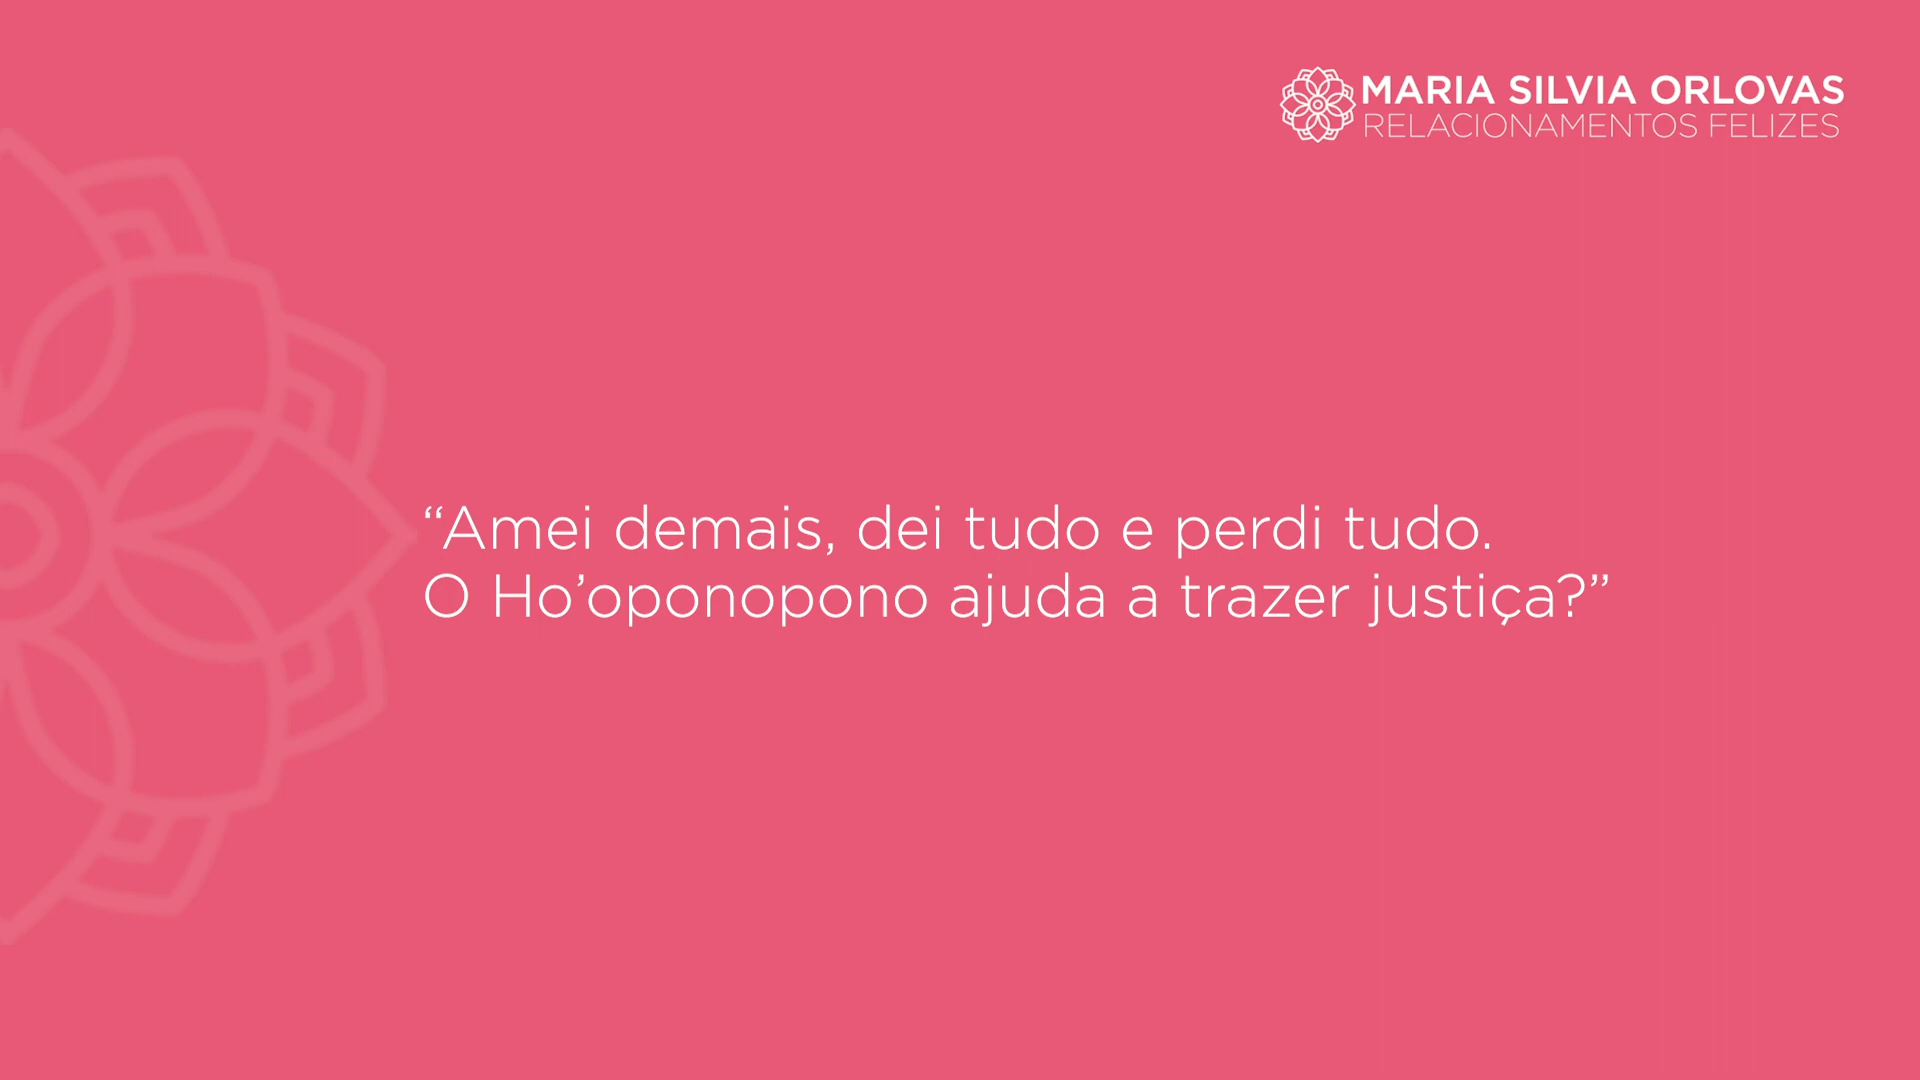 MARIA SILVIA ORLOVAS
RELACIONAMENTOS FELIZES
“Amei demais, dei tudo e perdi tudo.
O Ho’oponopono ajuda a trazer justiça?”